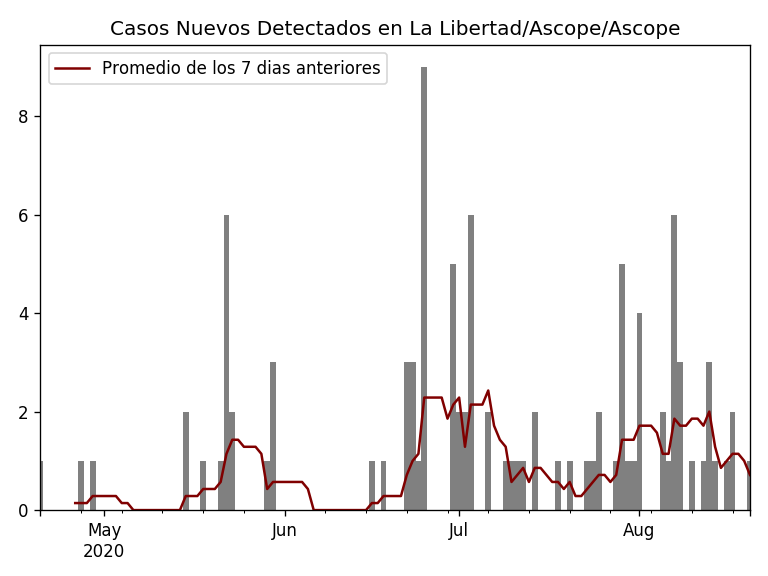 Casos Nuevos Detectados en La Libertad/Ascope/Ascope
Promedio de los 7 dias anteriores
8
6
4
2
0
May Jun Jul Aug
2020